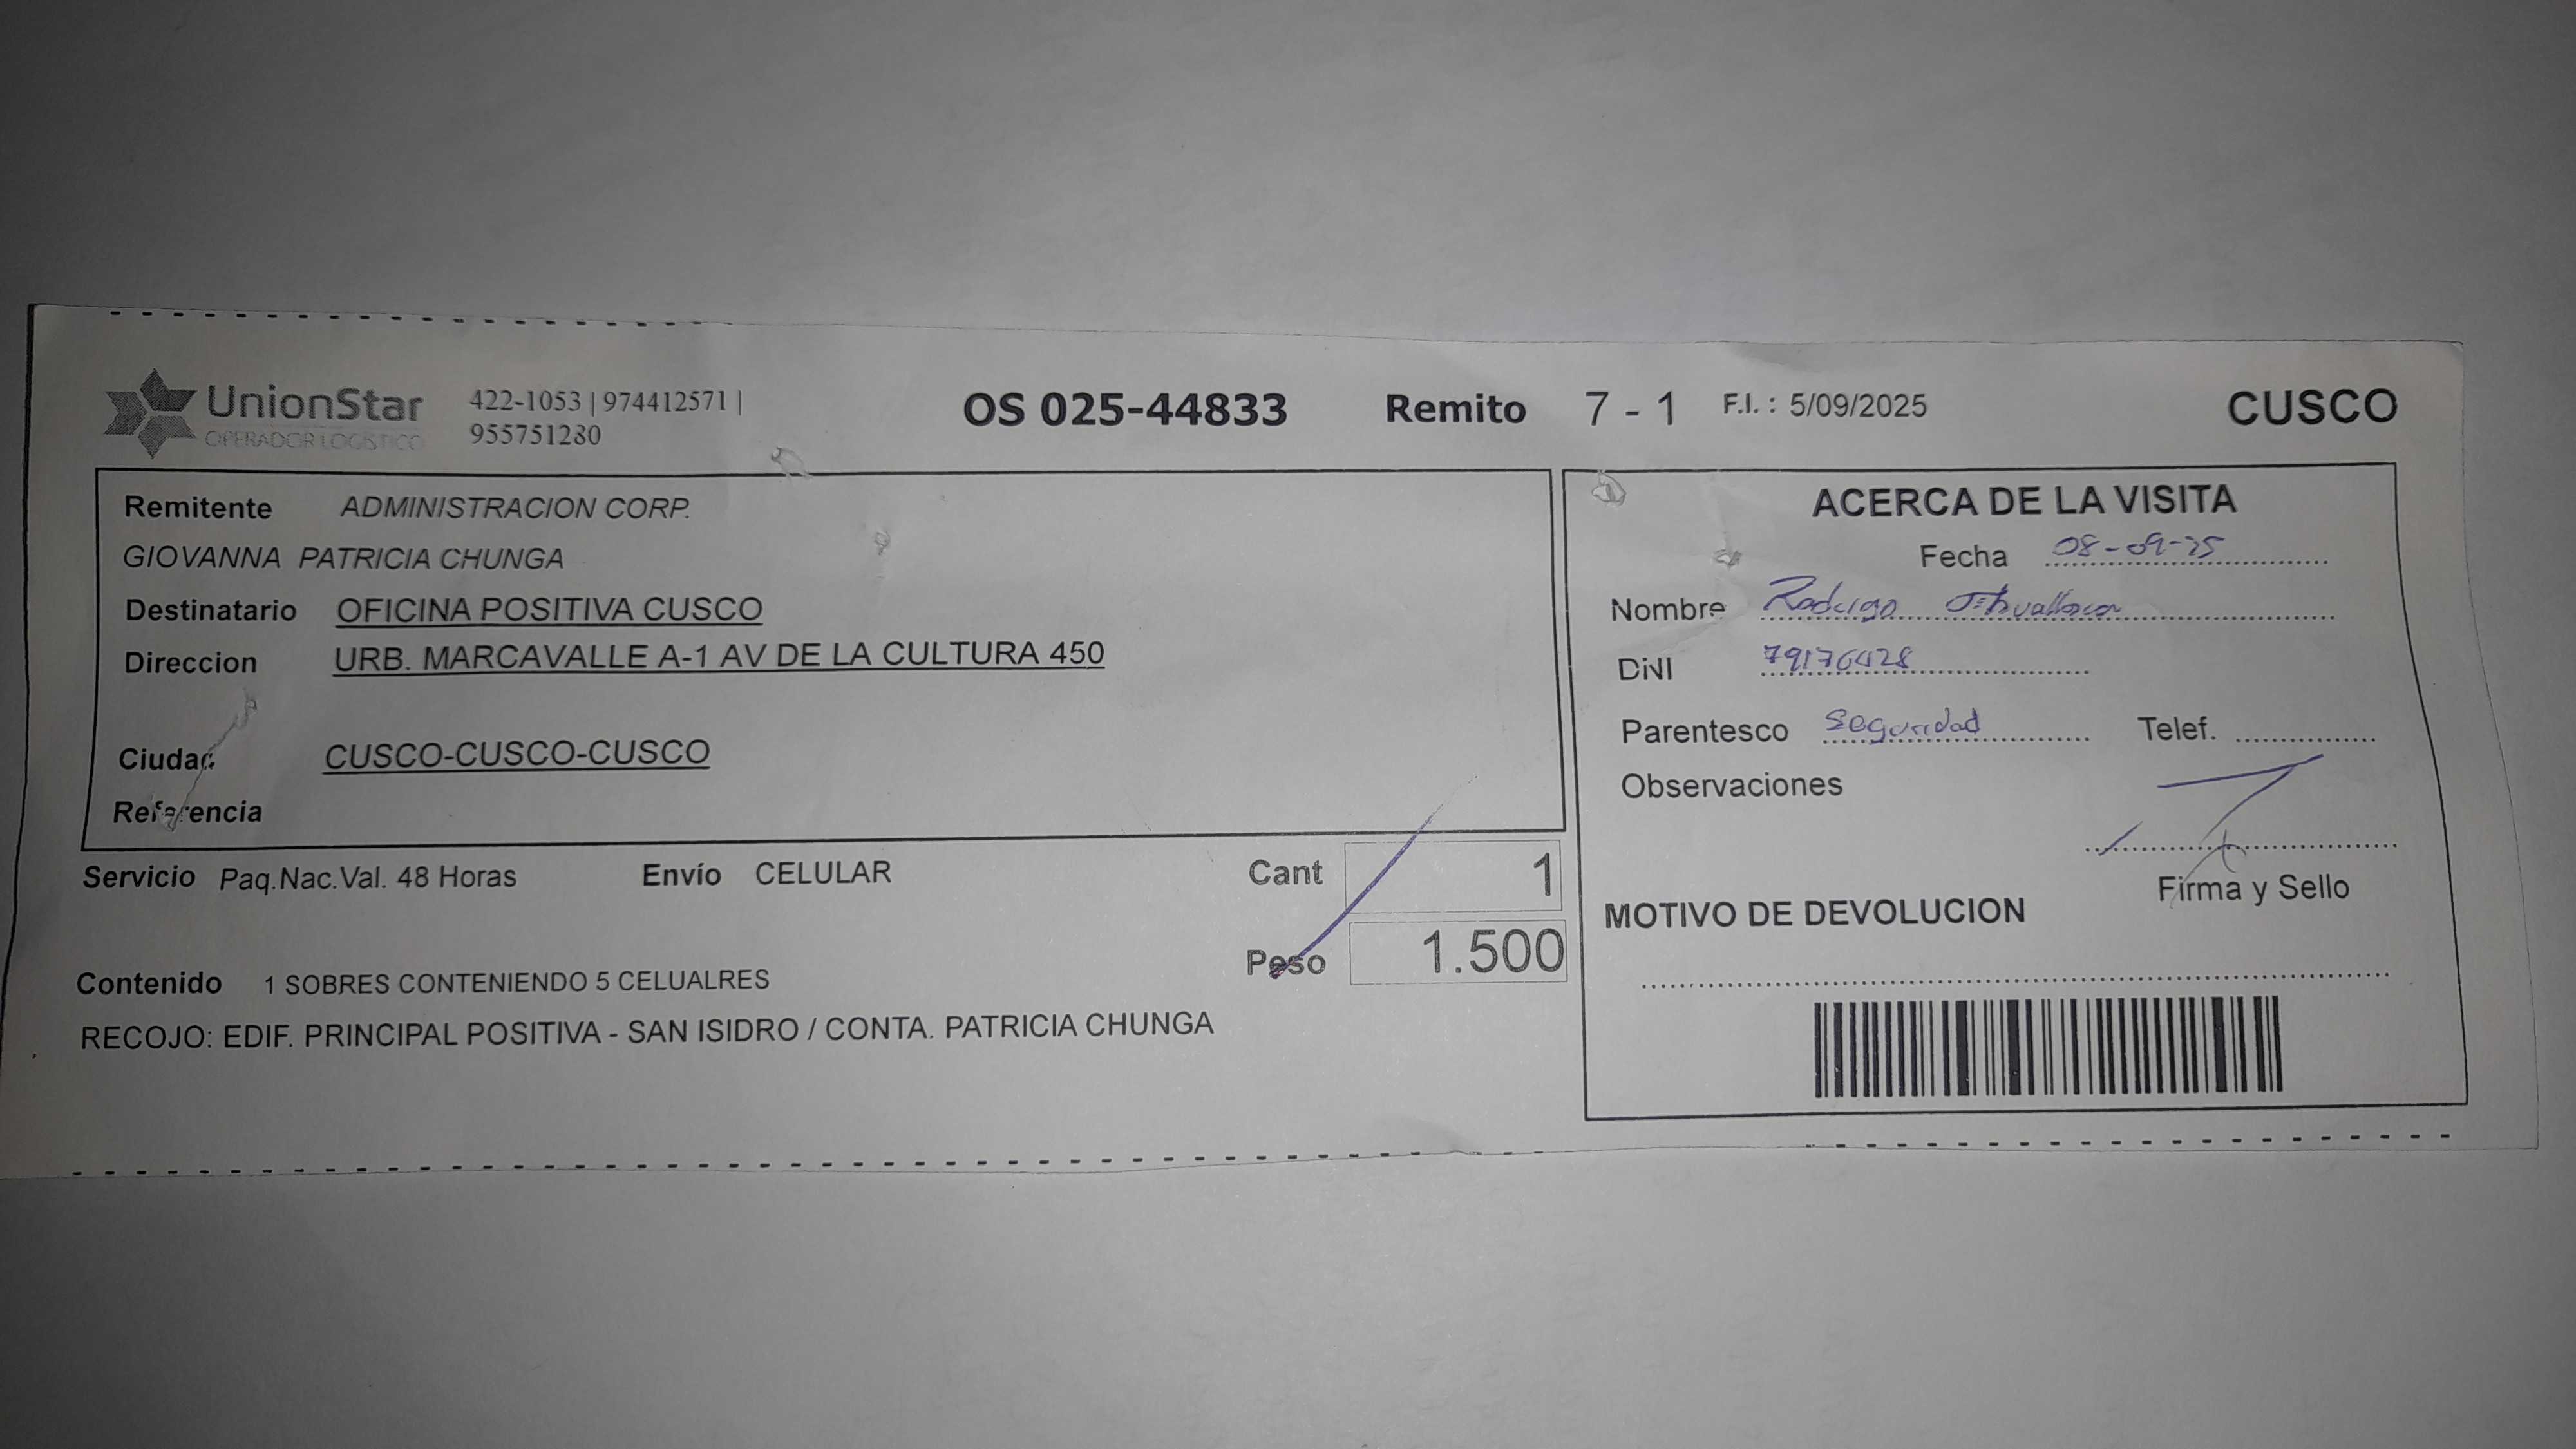 UnionStar
OPERADOR LOGISTICO
422-1053 | 974412571 |
955751280
OS 025-44833 Remito 7 - 1 F.I. : 5/09/2025 CUSCO
Remitente ADMINISTRACION CORP.
GIOVANNA PATRICIA CHUNGA
Destinatario OFICINA POSITIVA CUSCO
Direccion URB. MARCAVALLE A-1 AV DE LA CULTURA 450
Ciudad CUSCO-CUSCO-CUSCO
Referencia
Servicio Paq.Nac.Val. 48 Horas Envío CELULAR Cant 1
Peso 1.500
Contenido 1 SOBRES CONTENIENDO 5 CELUALRES
RECOJO: EDIF. PRINCIPAL POSITIVA - SAN ISIDRO / CONTA. PATRICIA CHUNGA
ACERCA DE LA VISITA
Fecha 08-09-25
Nombre Rodrigo
DNI 79176428
Parentesco Seguridad Telef.
Observaciones
Firma y Sello
MOTIVO DE DEVOLUCION